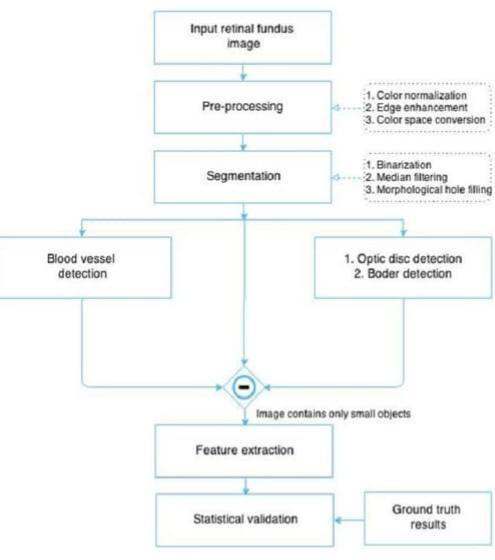 Input retinal fundus
image
Pre-processing
1. Color normalization
2. Edge enhancement
3. Color space conversion
Segmentation
1. Binarization
2. Median filtering
3. Morphological hole filling
Blood vessel
detection
1. Optic disc detection
2. Boder detection
Image contains only small objects
Feature extraction
Statistical validation
Ground truth
results